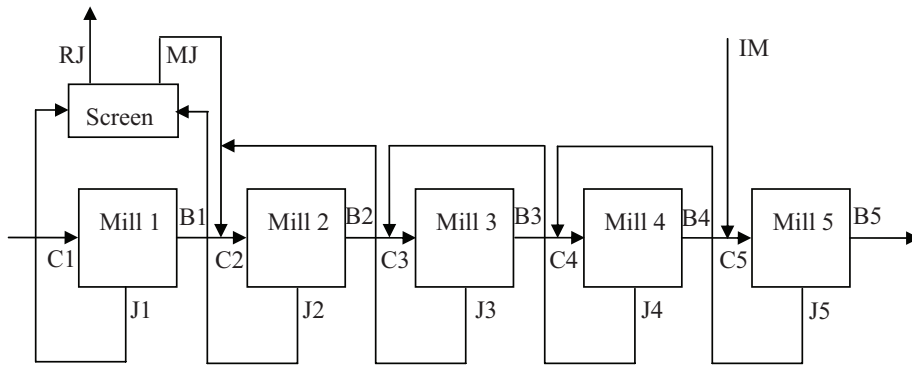 RJ
MJ
IM
Screen
Mill 1
B1
Mill 2
B2
Mill 3
B3
Mill 4
B4
Mill 5
B5
C1
C2
C3
C4
C5
J1
J2
J3
J4
J5